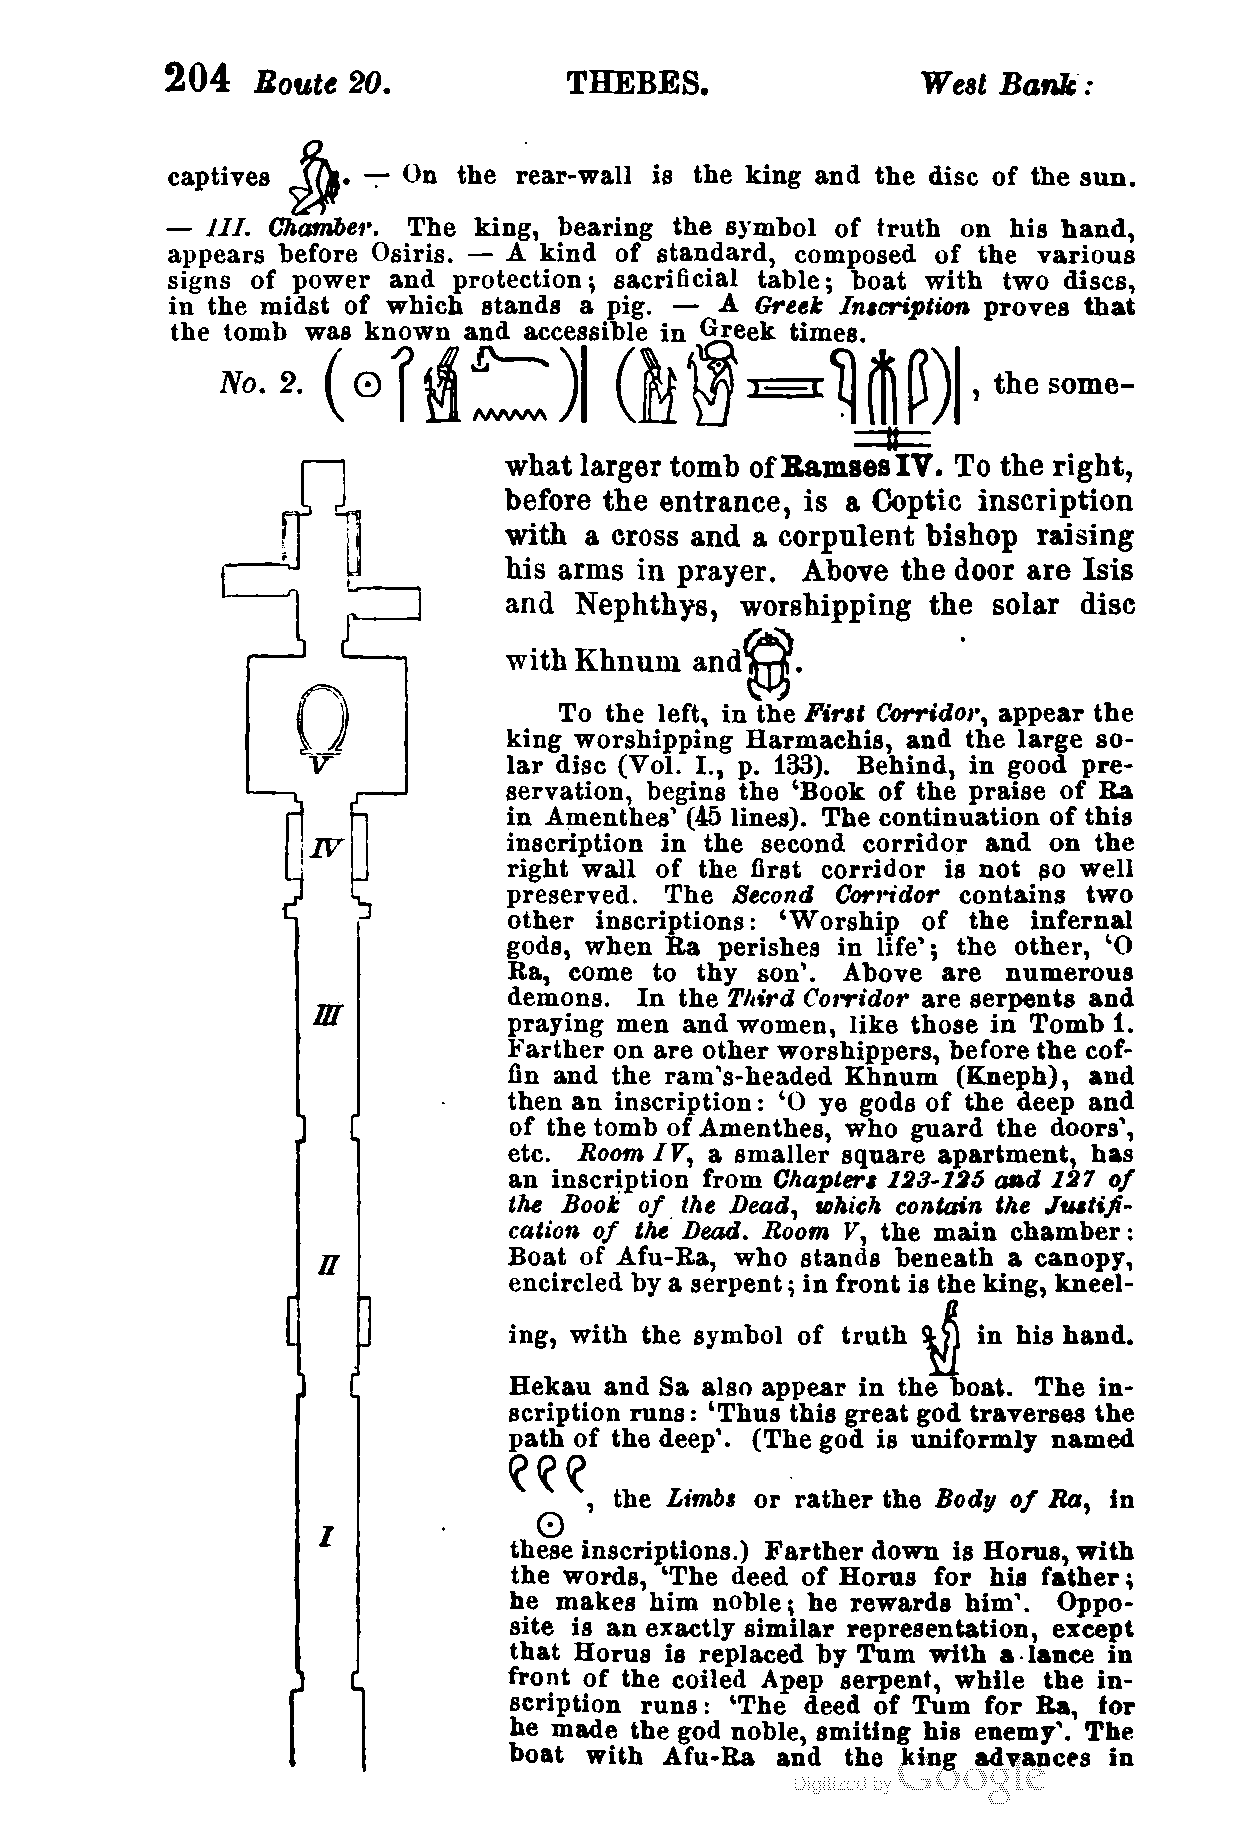 204 Route 20. THEBES. West Bank:
captives . — On the rear-wall is the king and the disc of the sun.
— III. Chamber. The king, bearing the symbol of truth on his hand,
appears before Osiris. — A kind of standard, composed of the various
signs of power and protection; sacrificial table; boat with two discs,
in the midst of which stands a pig. — A Greek Inscription proves that
the tomb was known and accessible in Greek times.
No. 2. , the some-
what larger tomb of Ramses IV. To the right,
before the entrance, is a Coptic inscription
with a cross and a corpulent bishop raising
his arms in prayer. Above the door are Isis
and Nephthys, worshipping the solar disc
with Khnum and .
To the left, in the First Corridor, appear the
king worshipping Harmachis, and the large so-
lar disc (Vol. I., p. 133). Behind, in good pre-
servation, begins the 'Book of the praise of Ra
in Amenthes' (45 lines). The continuation of this
inscription in the second corridor and on the
right wall of the first corridor is not so well
preserved. The Second Corridor contains two
other inscriptions: 'Worship of the infernal
gods, when Ra perishes in life'; the other, 'O
Ra, come to thy son'. Above are numerous
demons. In the Third Corridor are serpents and
praying men and women, like those in Tomb 1.
Farther on are other worshippers, before the cof-
fin and the ram's-headed Khnum (Kneph), and
then an inscription: 'O ye gods of the deep and
of the tomb of Amenthes, who guard the doors',
etc. Room IV, a smaller square apartment, has
an inscription from Chapters 123-125 and 127 of
the Book of the Dead, which contain the Justifi-
cation of the Dead. Room V, the main chamber:
Boat of Afu-Ra, who stands beneath a canopy,
encircled by a serpent; in front is the king, kneel-
ing, with the symbol of truth in his hand.
Hekau and Sa also appear in the boat. The in-
scription runs: 'Thus this great god traverses the
path of the deep'. (The god is uniformly named
, the Limbs or rather the Body of Ra, in
these inscriptions.) Farther down is Horus, with
the words, 'The deed of Horus for his father;
he makes him noble; he rewards him'. Oppo-
site is an exactly similar representation, except
that Horus is replaced by Tum with a lance in
front of the coiled Apep serpent, while the in-
scription runs: 'The deed of Tum for Ra, for
he made the god noble, smiting his enemy'. The
boat with Afu-Ra and the king advances in
V
IV
III
II
I
Digitized by Google